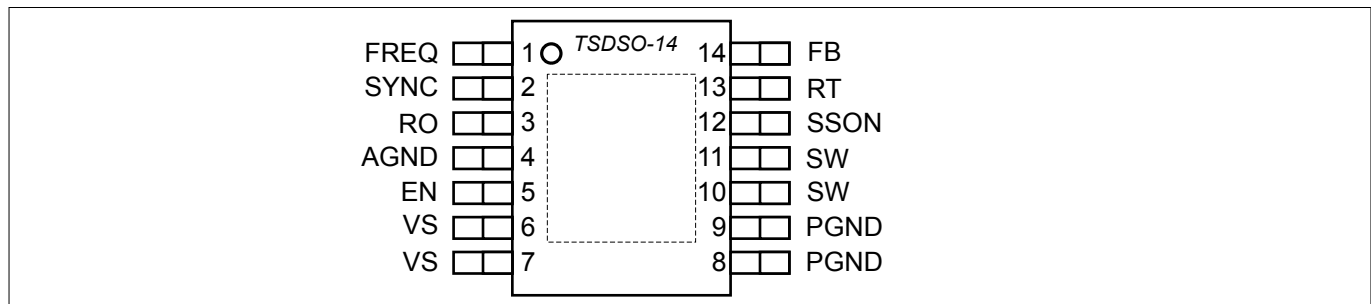 FREQ 1 TSDSO-14 14 FB
SYNC 2 13 RT
RO 3 12 SSON
AGND 4 11 SW
EN 5 10 SW
VS 6 9 PGND
VS 7 8 PGND